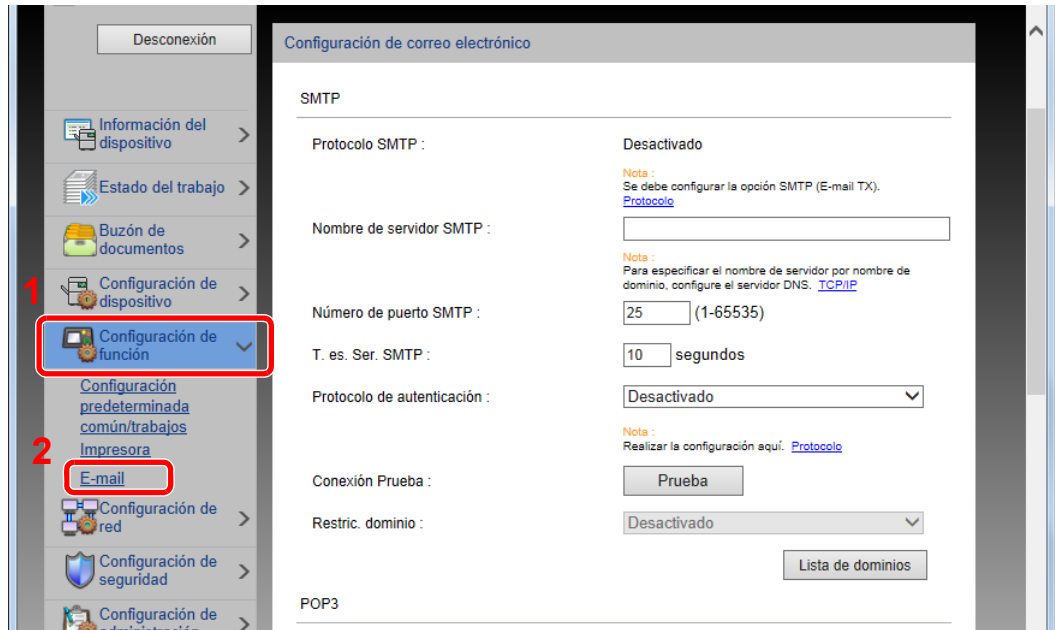 Desconexión
Información del
dispositivo
Estado del trabajo
Buzón de
documentos
1
Configuración de
dispositivo
Configuración de
función
Configuración
predeterminada
común/trabajos
2
Impresora
E-mail
Configuración de
red
Configuración de
seguridad
Configuración de
administración
Configuración de correo electrónico
SMTP
Protocolo SMTP : Desactivado
Nota :
Se debe configurar la opción SMTP (E-mail TX).
Protocolo
Nombre de servidor SMTP :
Nota :
Para especificar el nombre de servidor por nombre de
dominio, configure el servidor DNS. TCP/IP
Número de puerto SMTP : 25 (1-65535)
T. es. Ser. SMTP : 10 segundos
Protocolo de autenticación : Desactivado
Nota :
Realizar la configuración aquí. Protocolo
Conexión Prueba : Prueba
Restric. dominio : Desactivado
Lista de dominios
POP3